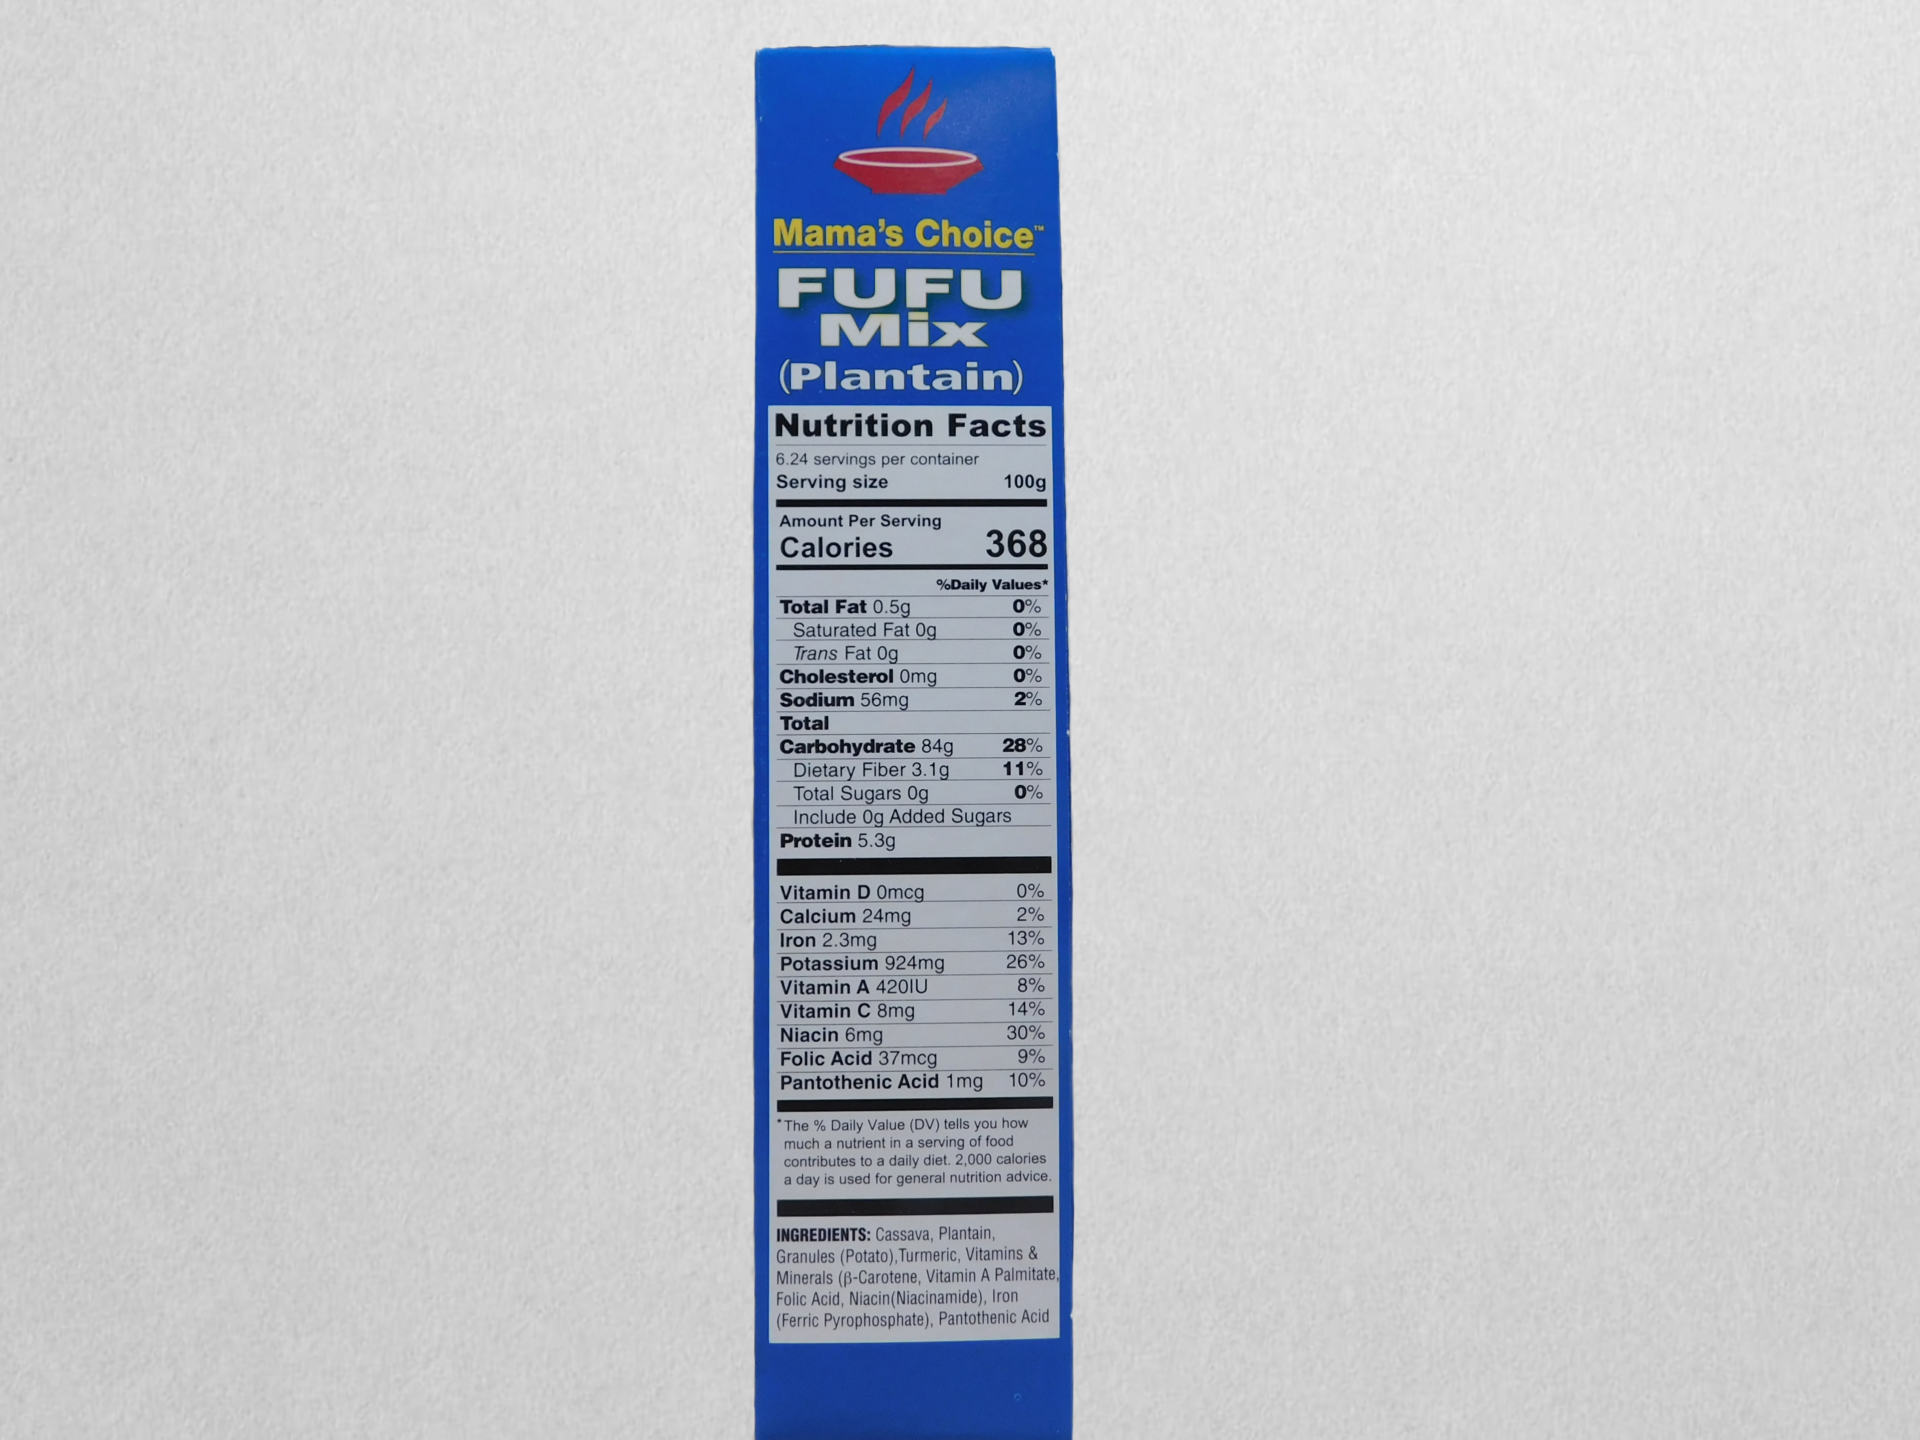 Mama's Choice™
FUFU
Mix
(Plantain)
Nutrition Facts
6.24 servings per container
Serving size 100g
Amount Per Serving
Calories 368
%Daily Values*
Total Fat 0.5g 0%
Saturated Fat 0g 0%
Trans Fat 0g 0%
Cholesterol 0mg 0%
Sodium 56mg 2%
Total
Carbohydrate 84g 28%
Dietary Fiber 3.1g 11%
Total Sugars 0g 0%
Include 0g Added Sugars
Protein 5.3g
Vitamin D 0mcg 0%
Calcium 24mg 2%
Iron 2.3mg 13%
Potassium 924mg 26%
Vitamin A 420IU 8%
Vitamin C 8mg 14%
Niacin 6mg 30%
Folic Acid 37mcg 9%
Pantothenic Acid 1mg 10%
*The % Daily Value (DV) tells you how
much a nutrient in a serving of food
contributes to a daily diet. 2,000 calories
a day is used for general nutrition advice.
INGREDIENTS: Cassava, Plantain,
Granules (Potato),Turmeric, Vitamins &
Minerals (β-Carotene, Vitamin A Palmitate,
Folic Acid, Niacin(Niacinamide), Iron
(Ferric Pyrophosphate), Pantothenic Acid